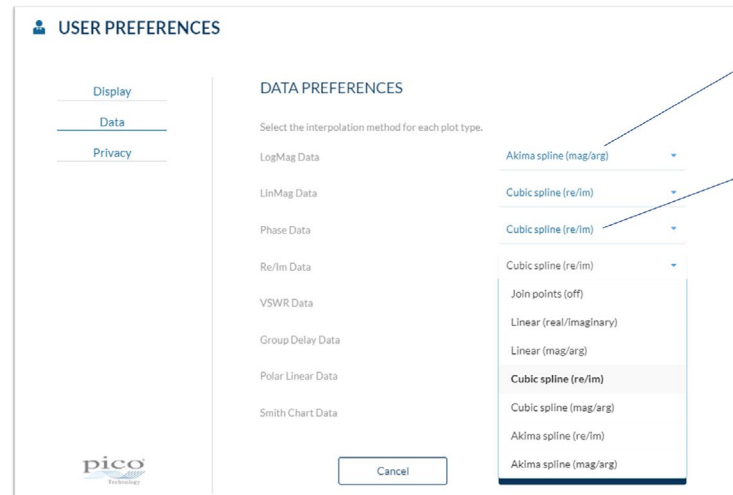 USER PREFERENCES
Display
Data
Privacy
DATA PREFERENCES
Select the interpolation method for each plot type.
LogMag Data
Akima spline (mag/arg)
LinMag Data
Cubic spline (re/im)
Phase Data
Cubic spline (re/im)
Re/Im Data
Cubic spline (re/im)
Join points (off)
VSWR Data
Linear (real/imaginary)
Group Delay Data
Linear (mag/arg)
Polar Linear Data
Cubic spline (re/im)
Smith Chart Data
Cubic spline (mag/arg)
Akima spline (re/im)
Akima spline (mag/arg)
pico
Technology
Cancel